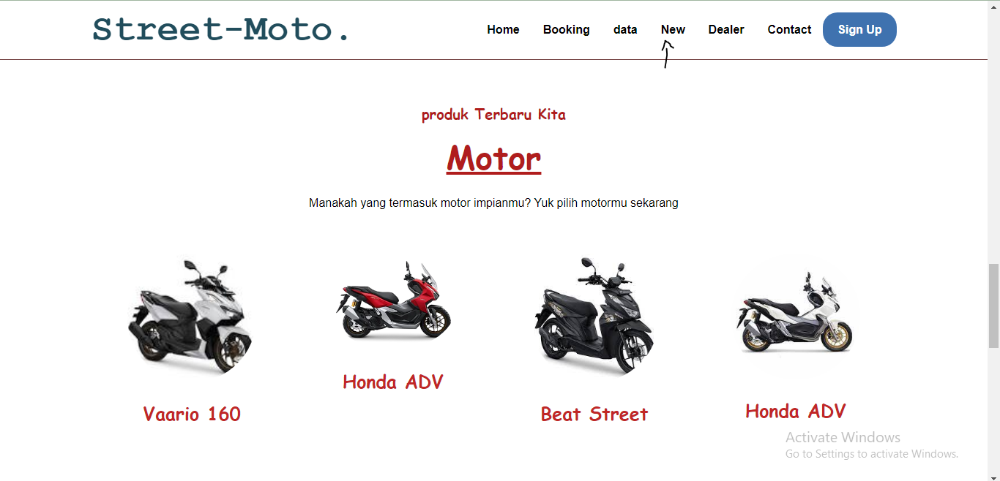 Street-Moto.
Home Booking data New Dealer Contact Sign Up
produk Terbaru Kita
Motor
Manakah yang termasuk motor impianmu? Yuk pilih motormu sekarang
Vaario 160
Honda ADV
Beat Street
Honda ADV
Activate Windows
Go to Settings to activate Windows.